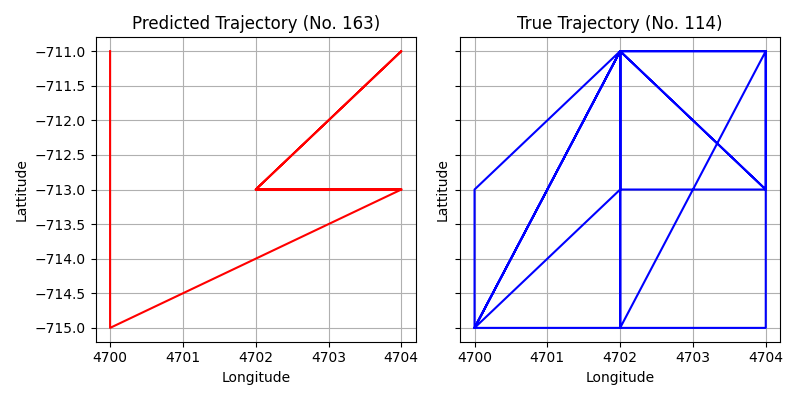 Predicted Trajectory (No. 163)
True Trajectory (No. 114)
−711.0
−711.5
−712.0
−712.5
−713.0
−713.5
−714.0
−714.5
−715.0
Lattitude
Lattitude
4700 4701 4702 4703 4704
4700 4701 4702 4703 4704
Longitude
Longitude